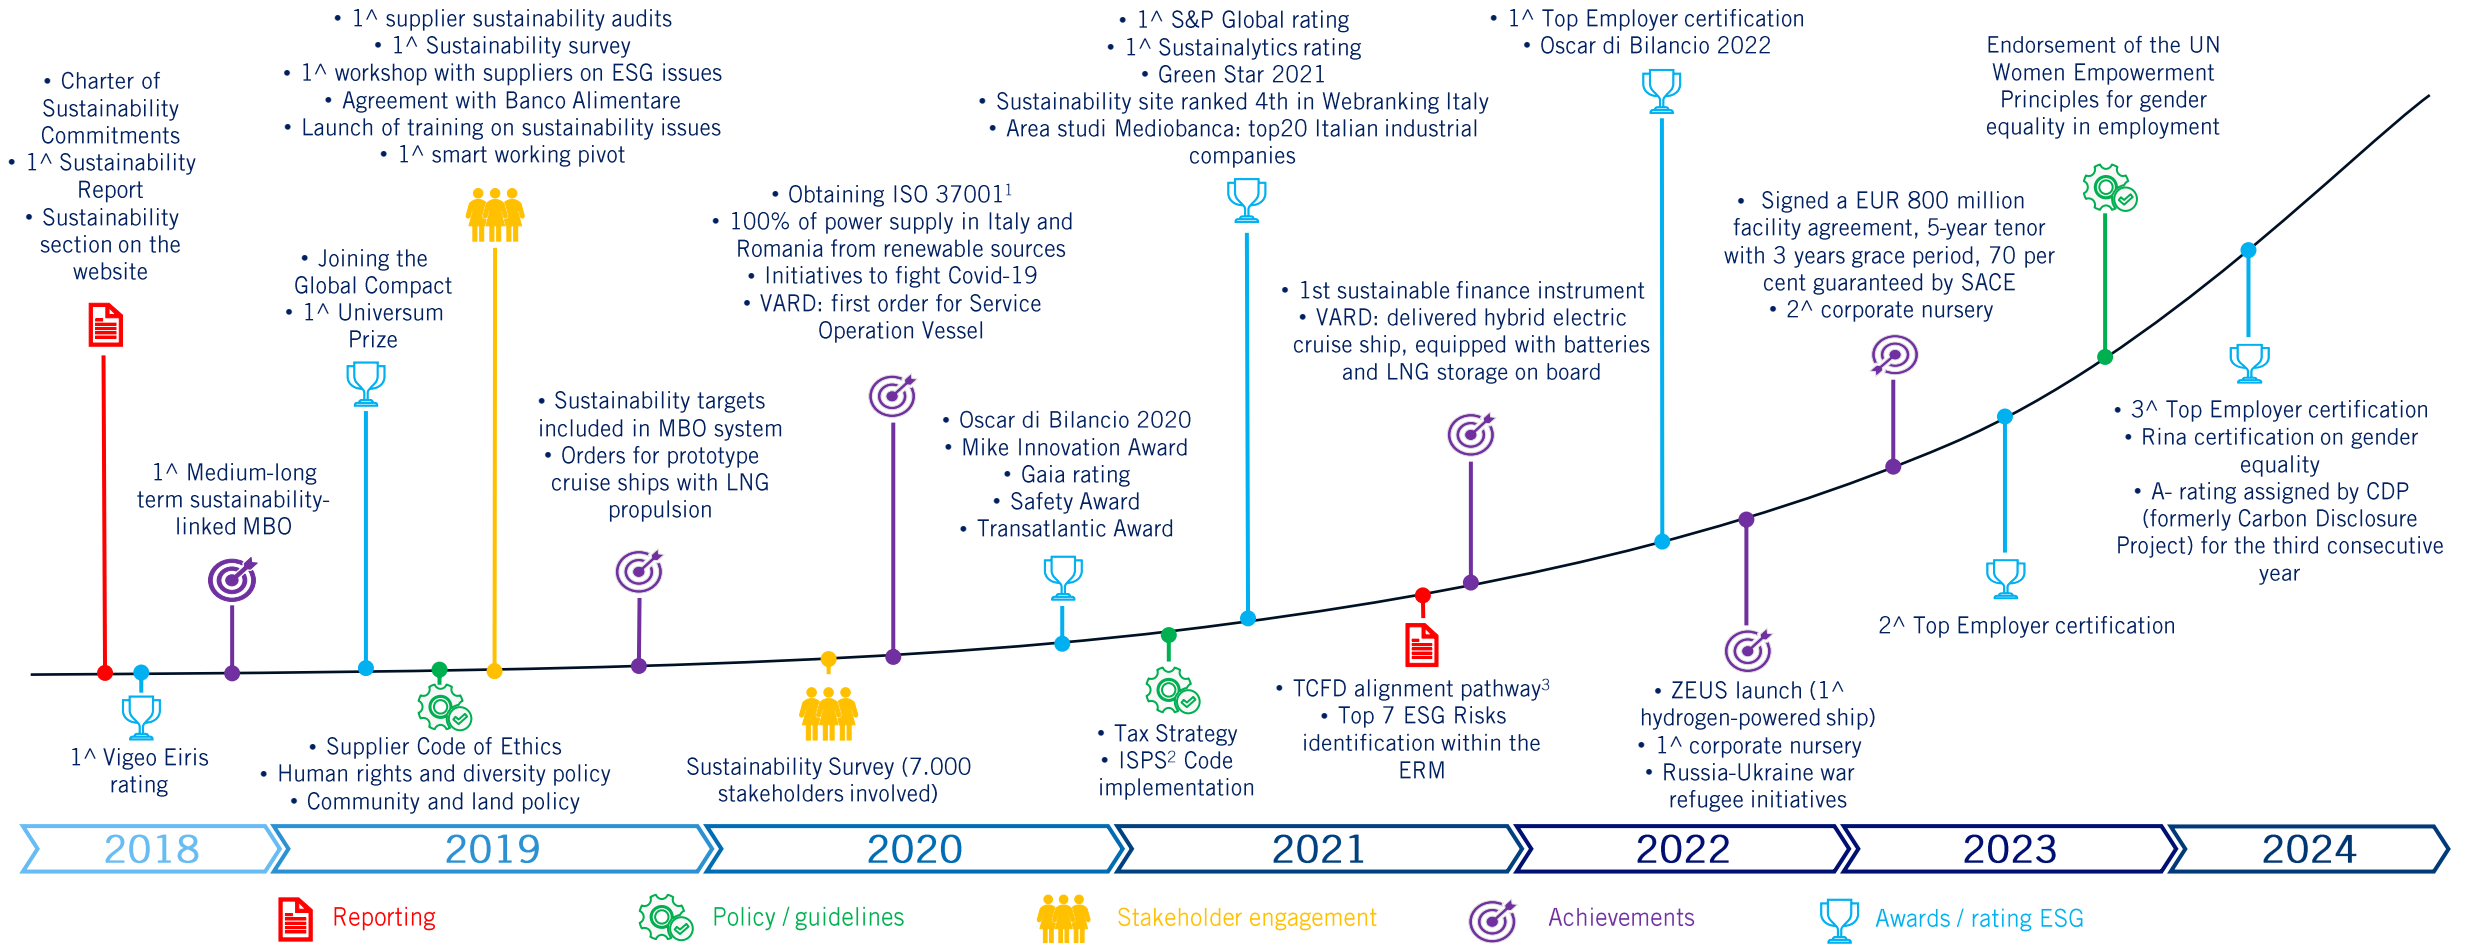 • Charter of
Sustainability
Commitments
• 1^ Sustainability
Report
• Sustainability
section on the
website
1^ Vigeo Eiris
rating
1^ Medium-long
term sustainability-
linked MBO
• Joining the
Global Compact
• 1^ Universum
Prize
• Supplier Code of Ethics
• Human rights and diversity policy
• Community and land policy
• 1^ supplier sustainability audits
• 1^ Sustainability survey
• 1^ workshop with suppliers on ESG issues
• Agreement with Banco Alimentare
• Launch of training on sustainability issues
• 1^ smart working pivot
• Sustainability targets
included in MBO system
• Orders for prototype
cruise ships with LNG
propulsion
Sustainability Survey (7.000
stakeholders involved)
• Obtaining ISO 37001¹
• 100% of power supply in Italy and
Romania from renewable sources
• Initiatives to fight Covid-19
• VARD: first order for Service
Operation Vessel
• Oscar di Bilancio 2020
• Mike Innovation Award
• Gaia rating
• Safety Award
• Transatlantic Award
• Tax Strategy
• ISPS² Code
implementation
• 1^ S&P Global rating
• 1^ Sustainalytics rating
• Green Star 2021
• Sustainability site ranked 4th in Webranking Italy
• Area studi Mediobanca: top20 Italian industrial
companies
• TCFD alignment pathway³
• Top 7 ESG Risks
identification within the
ERM
• 1st sustainable finance instrument
• VARD: delivered hybrid electric
cruise ship, equipped with batteries
and LNG storage on board
• 1^ Top Employer certification
• Oscar di Bilancio 2022
• ZEUS launch (1^
hydrogen-powered ship)
• 1^ corporate nursery
• Russia-Ukraine war
refugee initiatives
• Signed a EUR 800 million
facility agreement, 5-year tenor
with 3 years grace period, 70 per
cent guaranteed by SACE
• 2^ corporate nursery
2^ Top Employer certification
Endorsement of the UN
Women Empowerment
Principles for gender
equality in employment
• 3^ Top Employer certification
• Rina certification on gender
equality
• A- rating assigned by CDP
(formerly Carbon Disclosure
Project) for the third consecutive
year
2018
2019
2020
2021
2022
2023
2024
Reporting
Policy / guidelines
Stakeholder engagement
Achievements
Awards / rating ESG